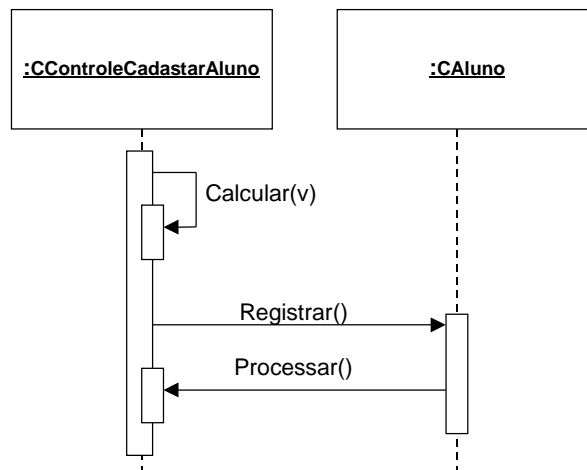 :CControleCadastarAluno
:CAluno
Calcular(v)
Registrar()
Processar()